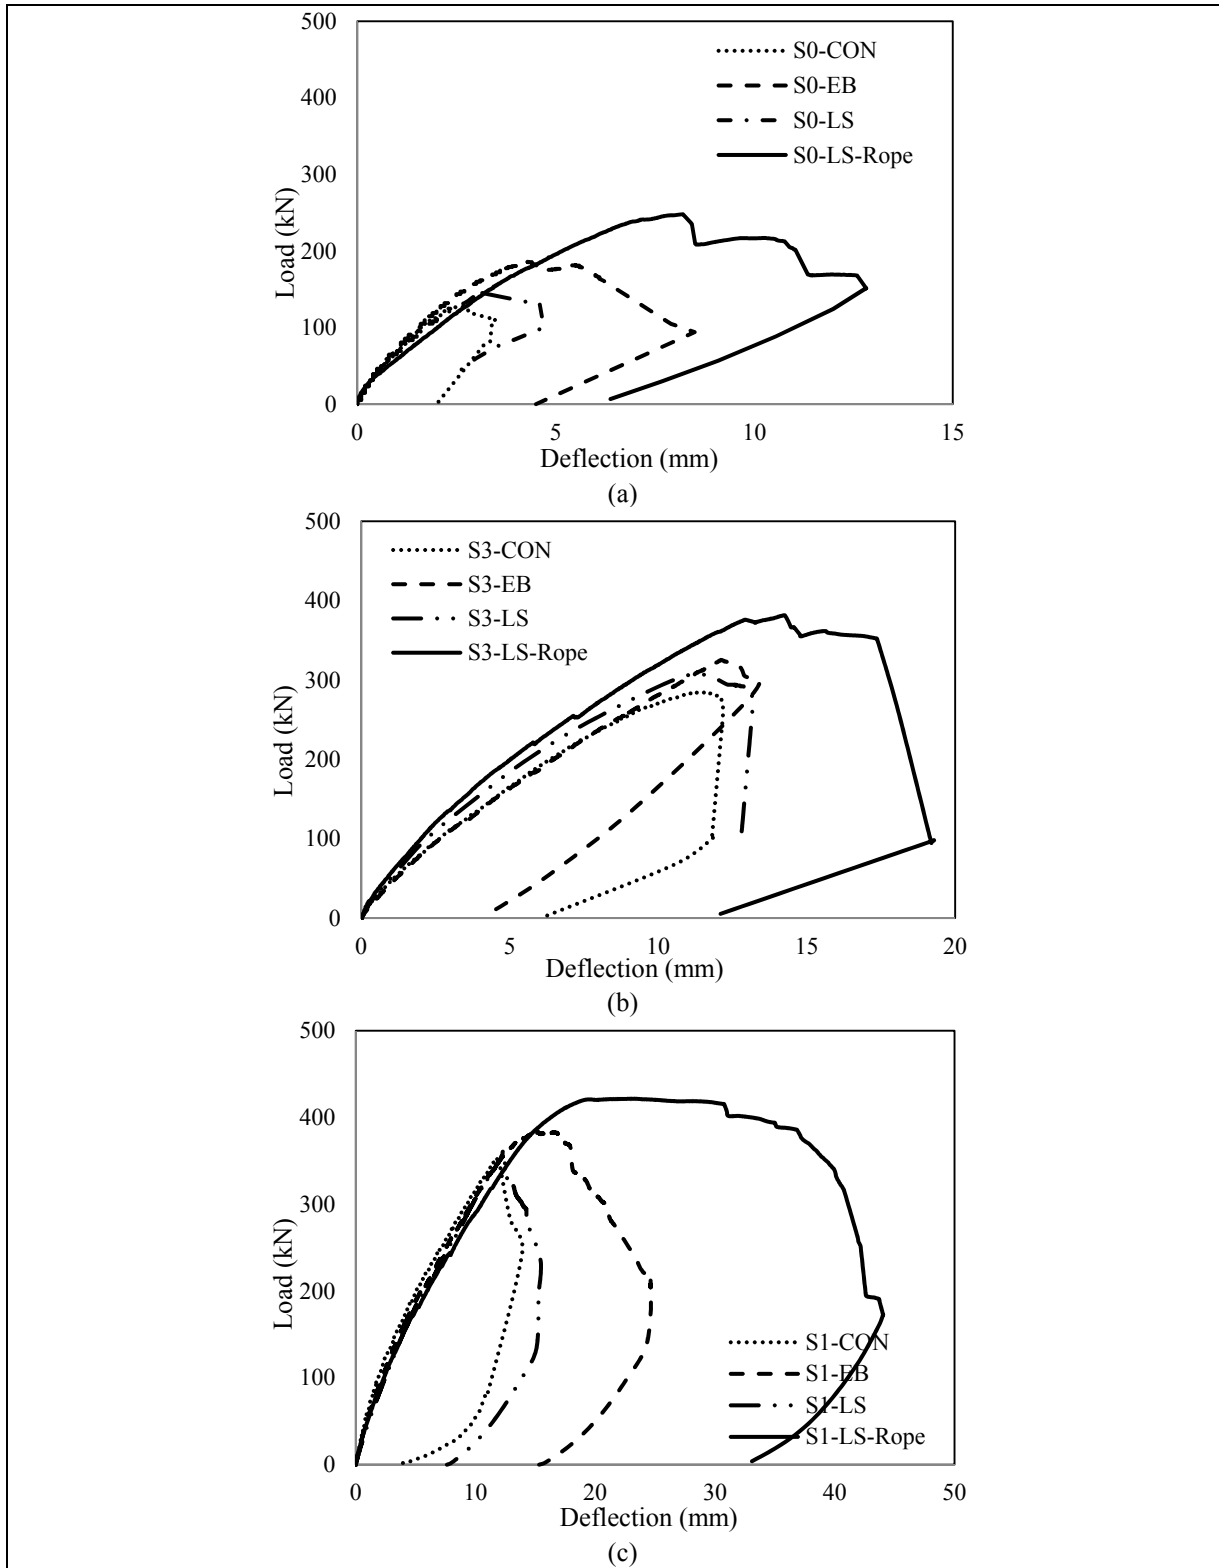 500
400
300
200
100
0
Load (kN)
S0-CON
S0-EB
S0-LS
S0-LS-Rope
0 5 10 15
Deflection (mm)
(a)
500
400
300
200
100
0
Load (kN)
S3-CON
S3-EB
S3-LS
S3-LS-Rope
0 5 10 15 20
Deflection (mm)
(b)
500
400
300
200
100
0
Load (kN)
S1-CON
S1-EB
S1-LS
S1-LS-Rope
0 10 20 30 40 50
Deflection (mm)
(c)